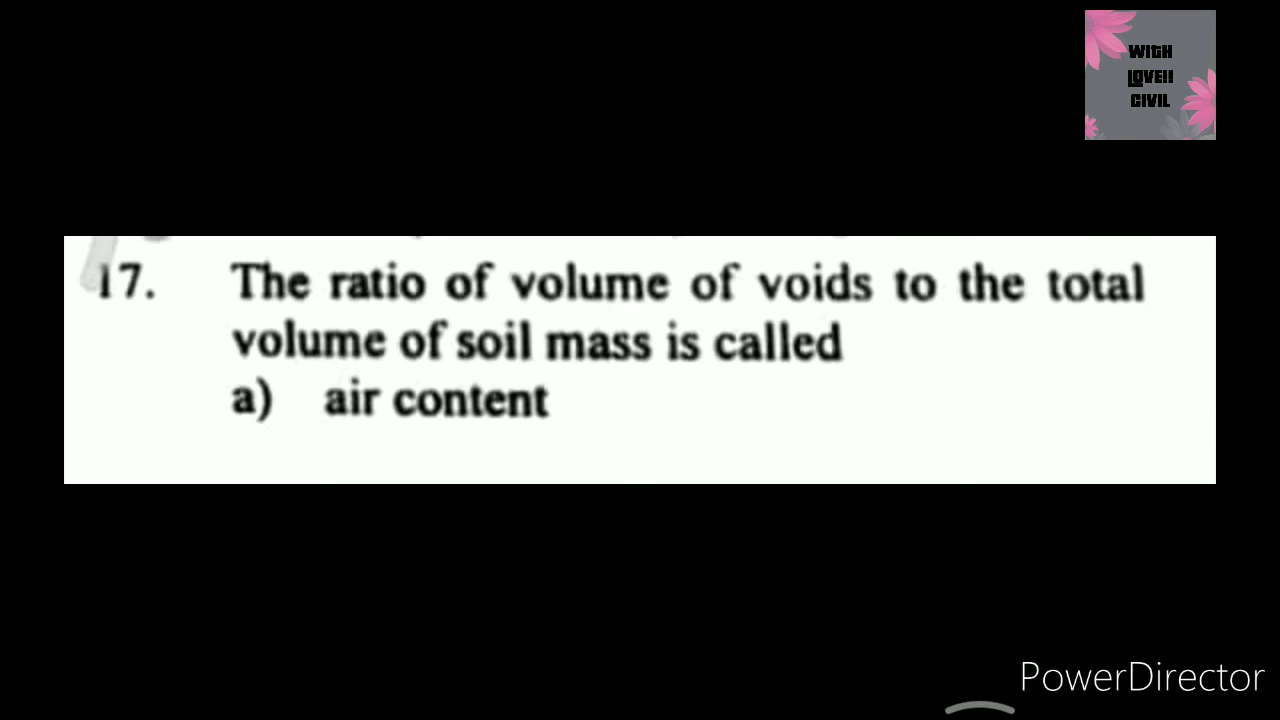 WITH
LOVELI
CIVIL
17. The ratio of volume of voids to the total
volume of soil mass is called
a) air content
PowerDirector